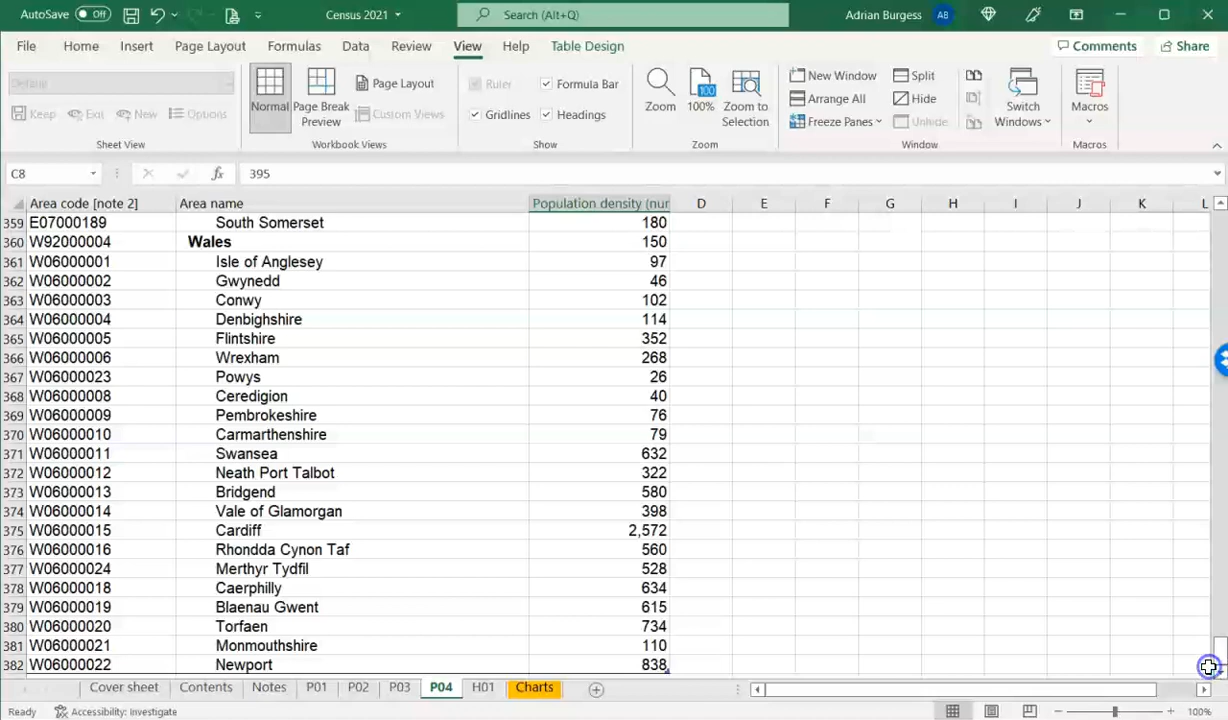 AutoSave Off Census 2021 Search (Alt+Q) Adrian Burgess AB
File Home Insert Page Layout Formulas Data Review View Help Table Design Comments Share
Default
Keep Exit New Options
Sheet View
Normal Page Break Preview Page Layout Custom Views
Workbook Views
Ruler Formula Bar
Gridlines Headings
Show
Zoom 100% Zoom to Selection
100
Zoom
New Window Split
Arrange All Hide
Freeze Panes Unhide
Switch Windows
Window
Macros
Macros
C8 fx 395
Area code [note 2] Area name Population density (nur D E F G H I J K L
359 E07000189 South Somerset 180
360 W92000004 Wales 150
361 W06000001 Isle of Anglesey 97
362 W06000002 Gwynedd 46
363 W06000003 Conwy 102
364 W06000004 Denbighshire 114
365 W06000005 Flintshire 352
366 W06000006 Wrexham 268
367 W06000023 Powys 26
368 W06000008 Ceredigion 40
369 W06000009 Pembrokeshire 76
370 W06000010 Carmarthenshire 79
371 W06000011 Swansea 632
372 W06000012 Neath Port Talbot 322
373 W06000013 Bridgend 580
374 W06000014 Vale of Glamorgan 398
375 W06000015 Cardiff 2,572
376 W06000016 Rhondda Cynon Taf 560
377 W06000024 Merthyr Tydfil 528
378 W06000018 Caerphilly 634
379 W06000019 Blaenau Gwent 615
380 W06000020 Torfaen 734
381 W06000021 Monmouthshire 110
382 W06000022 Newport 838
Cover sheet Contents Notes P01 P02 P03 P04 H01 Charts
Ready Accessibility: Investigate 100%